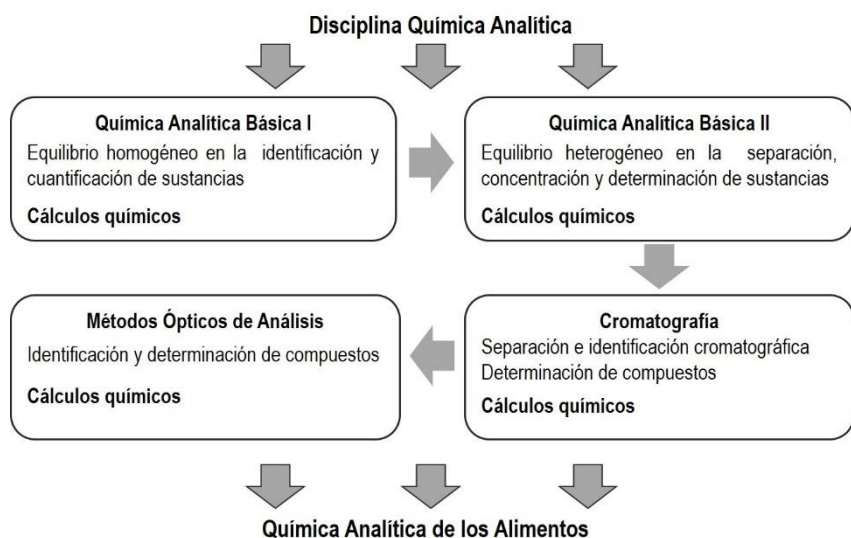 Disciplina Química Analítica
Química Analítica Básica I
Equilibrio homogéneo en la identificación y
cuantificación de sustancias
Cálculos químicos
Química Analítica Básica II
Equilibrio heterogéneo en la separación,
concentración y determinación de sustancias
Cálculos químicos
Cromatografía
Separación e identificación cromatográfica
Determinación de compuestos
Cálculos químicos
Métodos Ópticos de Análisis
Identificación y determinación de compuestos
Cálculos químicos
Química Analítica de los Alimentos